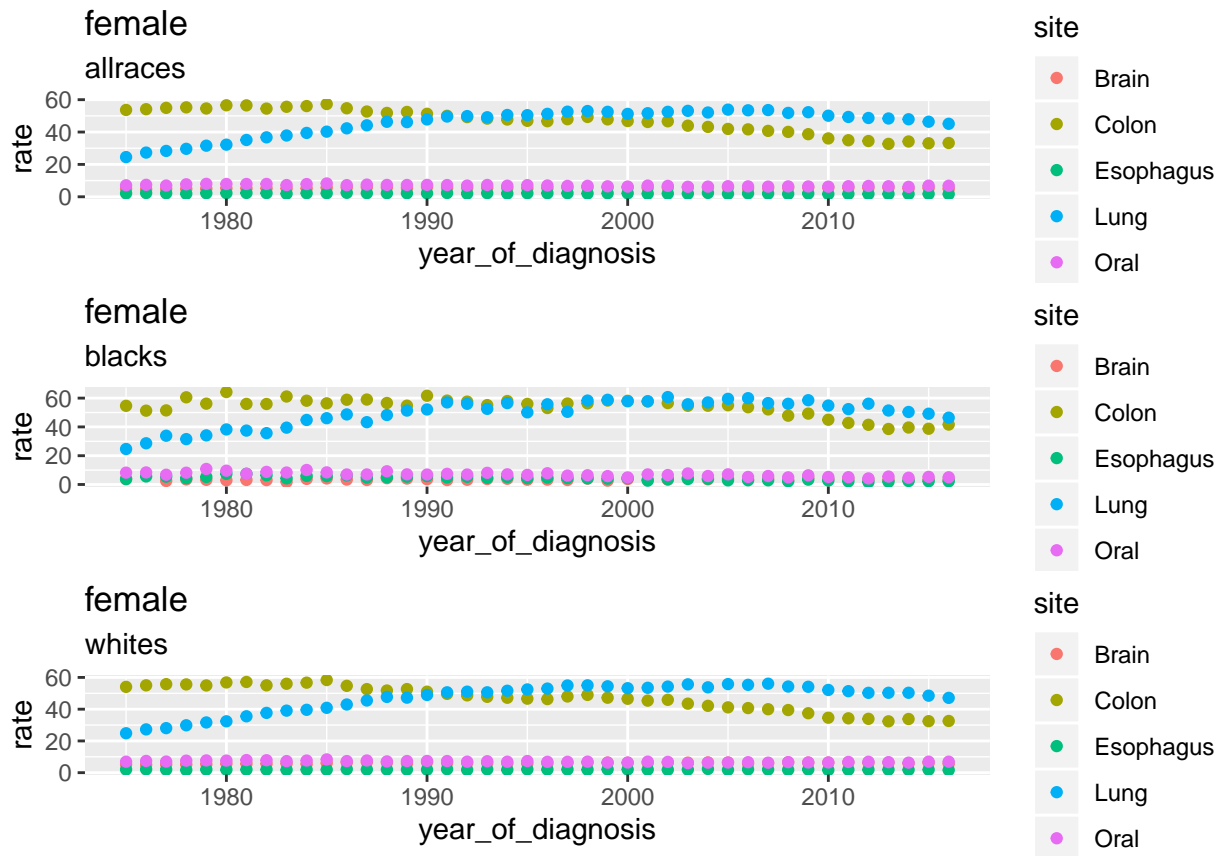 female
allraces
60
40
20
0
rate
1980 1990 2000 2010
year_of_diagnosis
site
Brain
Colon
Esophagus
Lung
Oral
female
blacks
60
40
20
0
rate
1980 1990 2000 2010
year_of_diagnosis
site
Brain
Colon
Esophagus
Lung
Oral
female
whites
60
40
20
0
rate
1980 1990 2000 2010
year_of_diagnosis
site
Brain
Colon
Esophagus
Lung
Oral